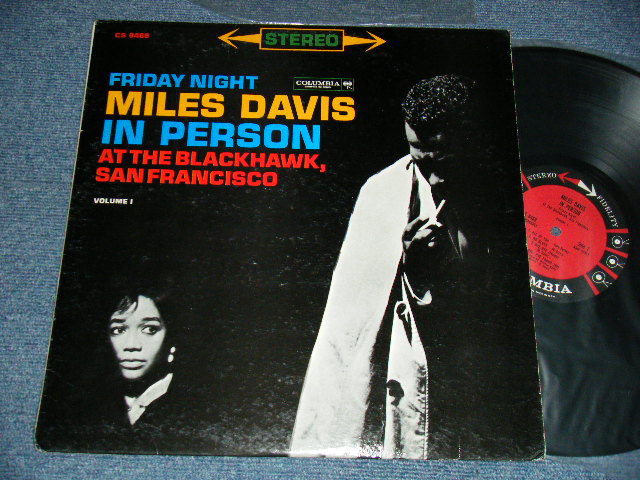 CS 8469
STEREO
FRIDAY NIGHT
COLUMBIA
MILES DAVIS
IN PERSON
AT THE BLACKHAWK,
SAN FRANCISCO
VOLUME I
STEREO
FIDELITY
MILES DAVIS
IN PERSON
MBIA